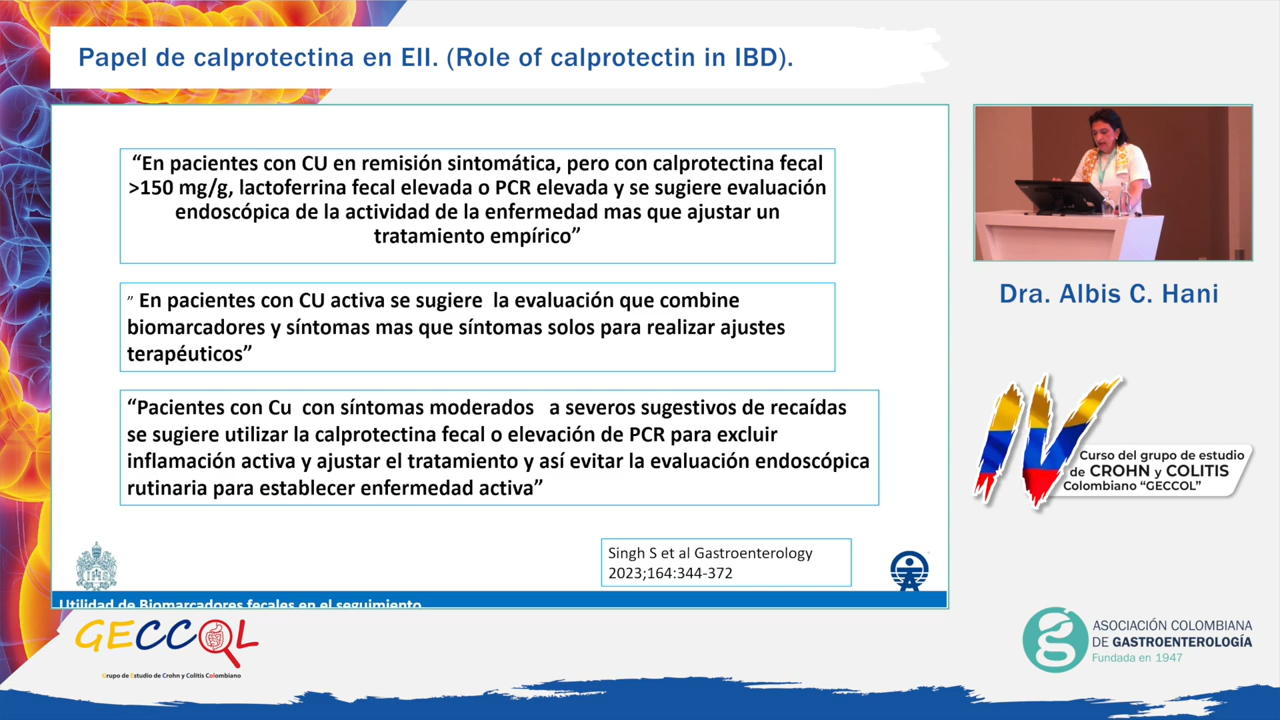 Papel de calprotectina en EII. (Role of calprotectin in IBD).
“En pacientes con CU en remisión sintomática, pero con calprotectina fecal
>150 mg/g, lactoferrina fecal elevada o PCR elevada y se sugiere evaluación
endoscópica de la actividad de la enfermedad mas que ajustar un
tratamiento empírico”
” En pacientes con CU activa se sugiere la evaluación que combine
biomarcadores y síntomas mas que síntomas solos para realizar ajustes
terapéuticos”
“Pacientes con Cu con síntomas moderados a severos sugestivos de recaídas
se sugiere utilizar la calprotectina fecal o elevación de PCR para excluir
inflamación activa y ajustar el tratamiento y así evitar la evaluación endoscópica
rutinaria para establecer enfermedad activa”
Singh S et al Gastroenterology
2023;164:344-372
IHS
Utilidad de Biomarcadores fecales en el seguimiento
Dra. Albis C. Hani
IV
Curso del grupo de estudio
de CROHN y COLITIS
Colombiano “GECCOL”
GECCOL
Grupo de Estudio de Crohn y Colitis Colombiano
ASOCIACIÓN COLOMBIANA
DE GASTROENTEROLOGÍA
Fundada en 1947